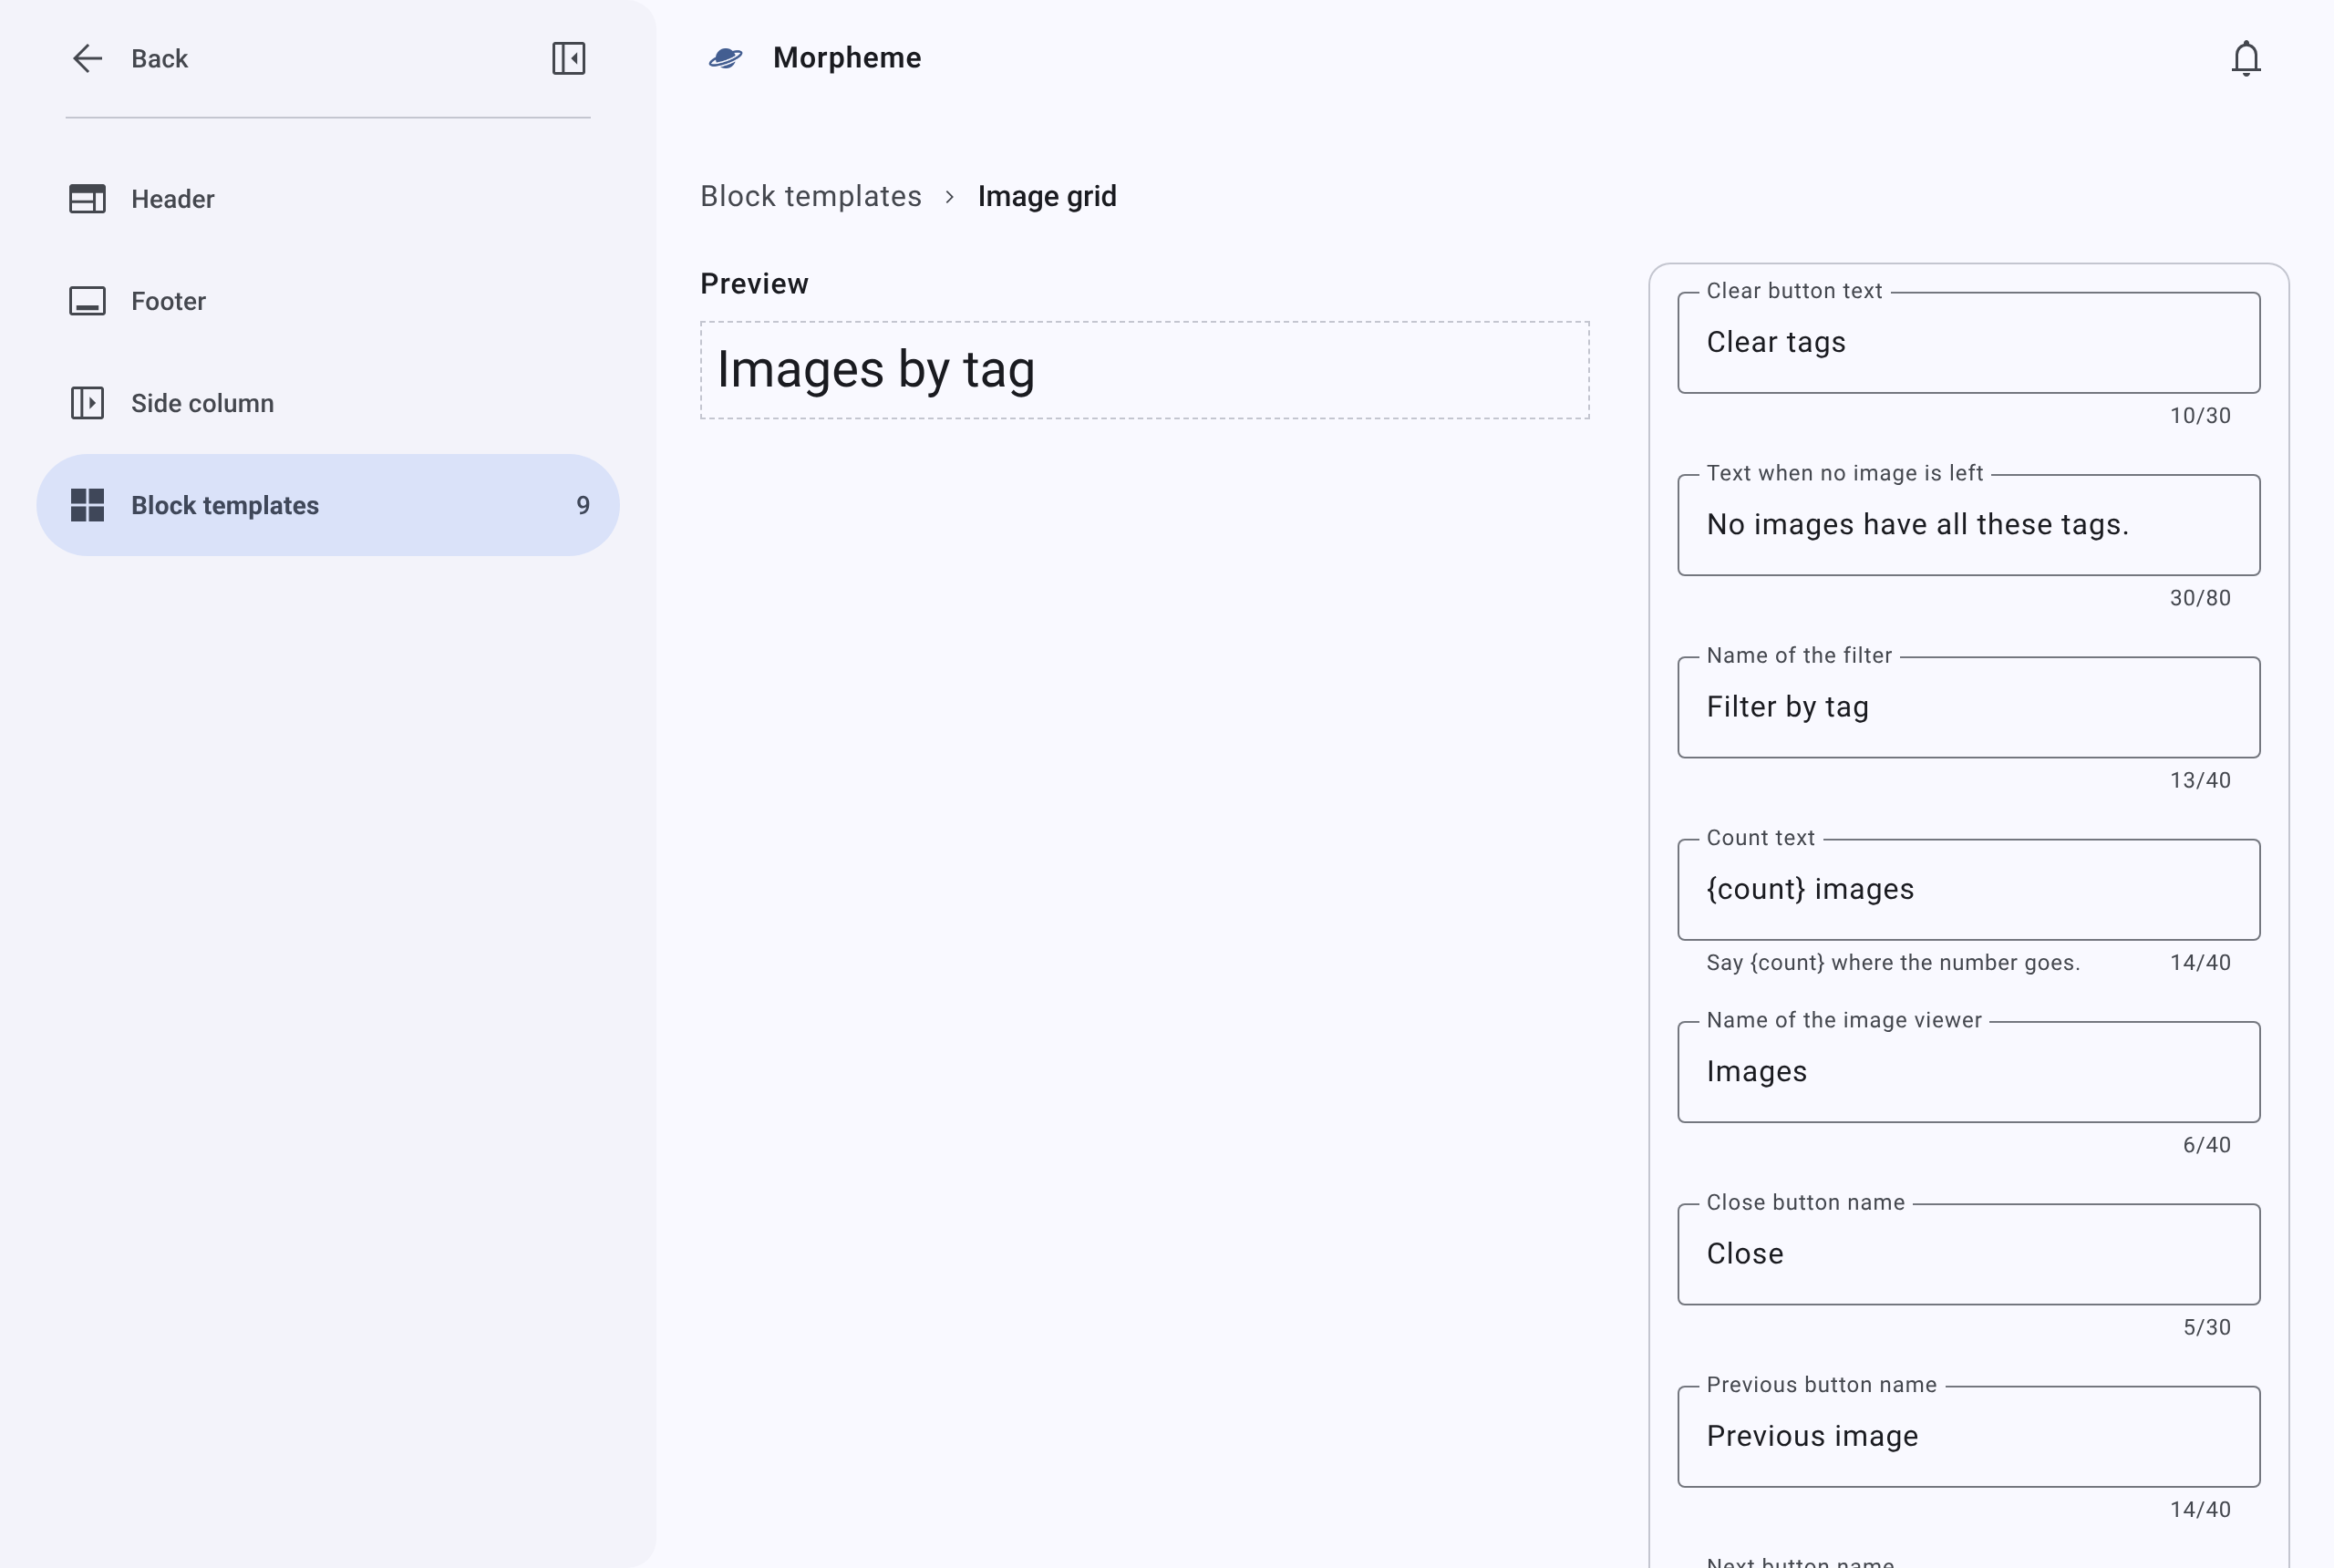 Back
Header
Footer
Side column
Block templates 9
Morpheme
Block templates › Image grid
Preview
Images by tag
Clear button text
Clear tags
10/30
Text when no image is left
No images have all these tags.
30/80
Name of the filter
Filter by tag
13/40
Count text
{count} images
Say {count} where the number goes. 14/40
Name of the image viewer
Images
6/40
Close button name
Close
5/30
Previous button name
Previous image
14/40
Next button name